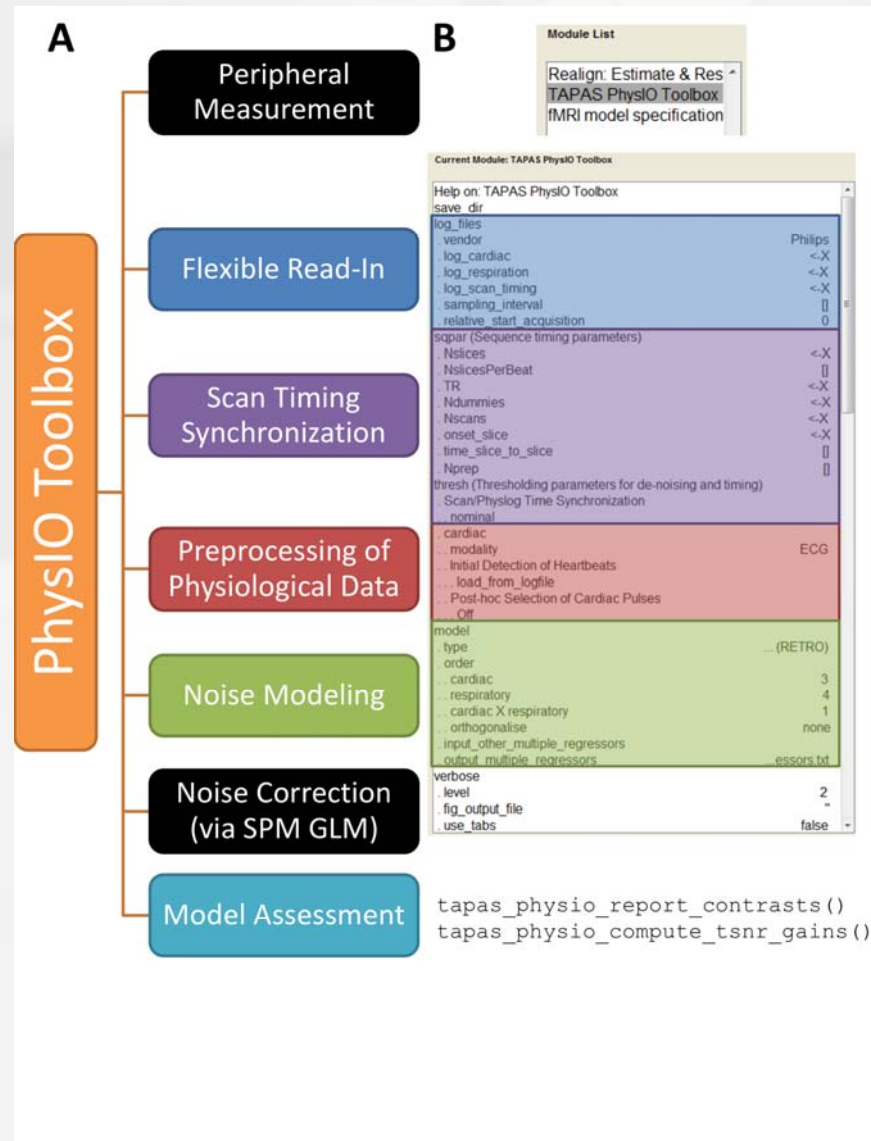 A
B
PhysIO Toolbox
Peripheral
Measurement
Flexible Read-In
Scan Timing
Synchronization
Preprocessing of
Physiological Data
Noise Modeling
Noise Correction
(via SPM GLM)
Model Assessment
Module List
Realign: Estimate & Res
TAPAS PhysIO Toolbox
fMRI model specification
Current Module: TAPAS PhysIO Toolbox
Help on: TAPAS PhysIO Toolbox
save_dir
log_files
. vendor Philips
. log_cardiac <-X
. log_respiration <-X
. log_scan_timing <-X
. sampling_interval []
. relative_start_acquisition 0
sqpar (Sequence timing parameters)
. Nslices <-X
. NslicesPerBeat []
. TR <-X
. Ndummies <-X
. Nscans <-X
. onset_slice <-X
. time_slice_to_slice []
. Nprep []
thresh (Thresholding parameters for de-noising and timing)
. Scan/Physlog Time Synchronization
. . nominal
. cardiac
. . modality ECG
. . Initial Detection of Heartbeats
. . . load_from_logfile
. . Post-hoc Selection of Cardiac Pulses
. . . Off
model
. type ... (RETRO)
. order
. . cardiac 3
. . respiratory 4
. . cardiac X respiratory 1
. . orthogonalise none
. input_other_multiple_regressors
. output_multiple_regressors ...essors.txt
verbose
. level 2
. fig_output_file ''
. use_tabs false
tapas_physio_report_contrasts()
tapas_physio_compute_tsnr_gains()